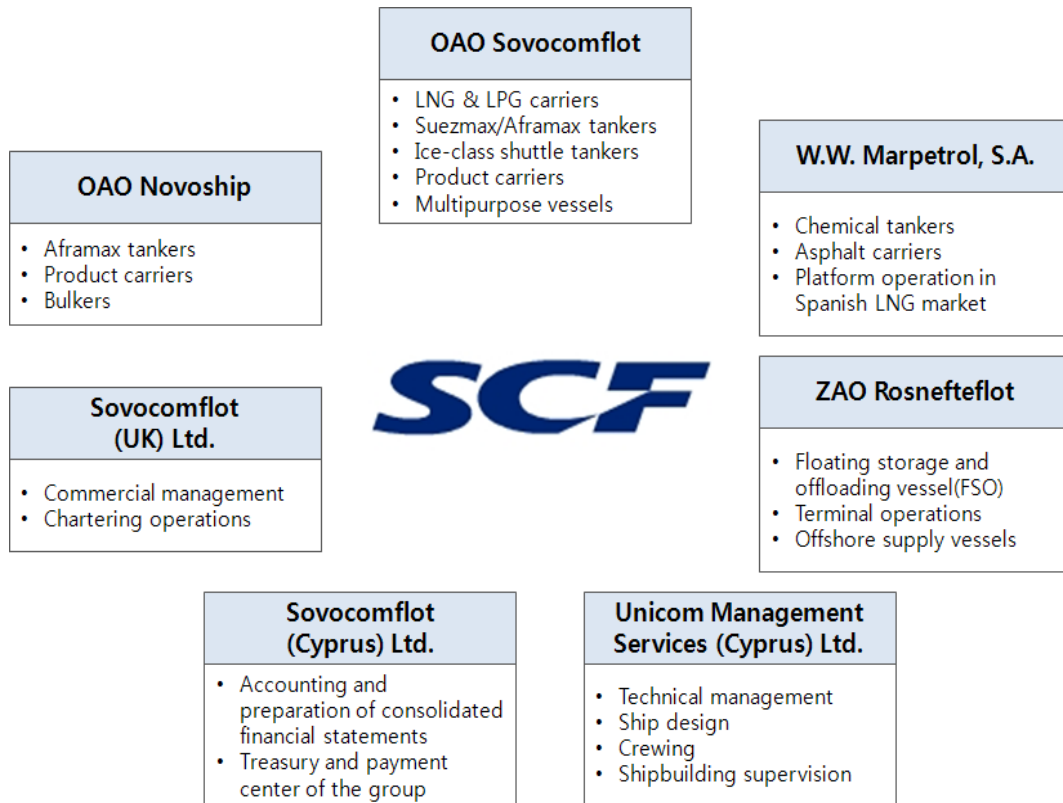 OAO Sovocomflot
• LNG & LPG carriers
• Suezmax/Aframax tankers
• Ice-class shuttle tankers
• Product carriers
• Multipurpose vessels
W.W. Marpetrol, S.A.
• Chemical tankers
• Asphalt carriers
• Platform operation in
Spanish LNG market
OAO Novoship
• Aframax tankers
• Product carriers
• Bulkers
SCF
ZAO Rosnefteflot
• Floating storage and
offloading vessel(FSO)
• Terminal operations
• Offshore supply vessels
Sovocomflot
(UK) Ltd.
• Commercial management
• Chartering operations
Sovocomflot
(Cyprus) Ltd.
• Accounting and
preparation of consolidated
financial statements
• Treasury and payment
center of the group
Unicom Management
Services (Cyprus) Ltd.
• Technical management
• Ship design
• Crewing
• Shipbuilding supervision